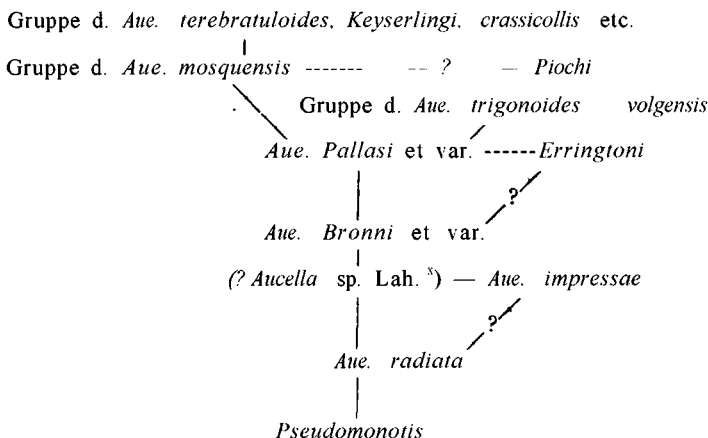 Gruppe d. Aue. terebratuloides, Keyserlingi, crassicollis etc.
Gruppe d. Aue. mosquensis ------- -- ? — Piochi
Gruppe d. Aue. trigonoides volgensis
Aue. Pallasi et var. ------Erringtoni
?
Aue. Bronni et var.
(? Aucella sp. Lah. x) — Aue. impressae
?
Aue. radiata
Pseudomonotis